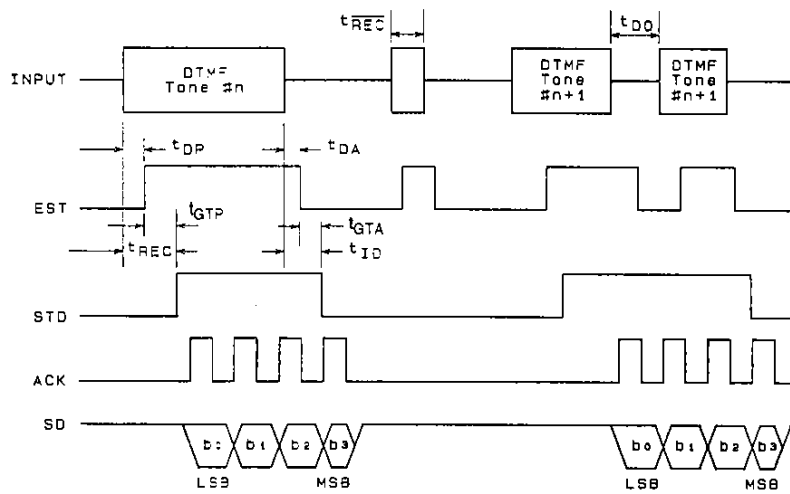 tREC
tDO
INPUT
DTMF
Tone #n
DTMF
Tone
#n+1
DTMF
Tone
#n+1
tDP
tDA
EST
tGTP
tGTA
tREC
tID
STD
ACK
SD
b0
b1
b2
b3
b0
b1
b2
b3
LSB
MSB
LSB
MSB